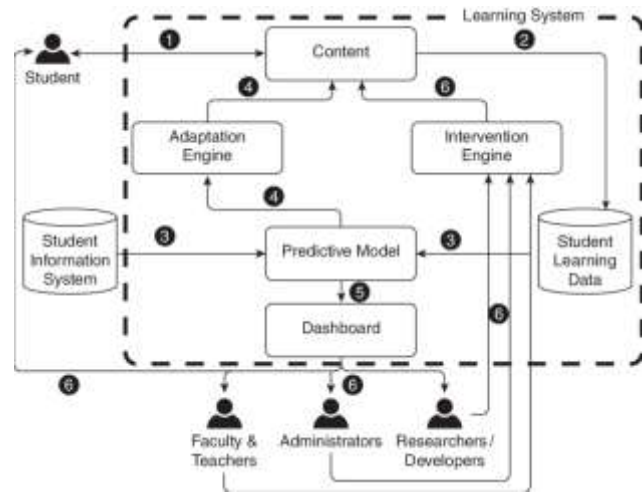 Learning System
Student
1
Content
2
4
6
Adaptation
Engine
Intervention
Engine
4
Student
Information
System
3
Predictive Model
3
Student
Learning
Data
5
Dashboard
6
6
6
Faculty &
Teachers
Administrators
Researchers /
Developers